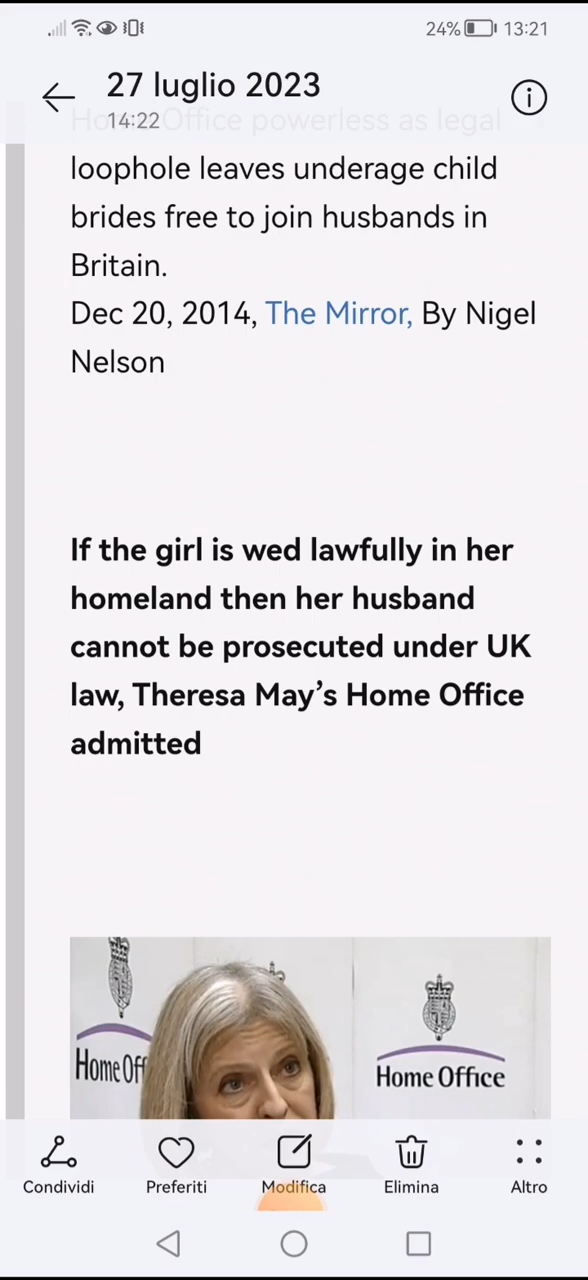 24% 13:21
27 luglio 2023
14:22
Home Office powerless as legal
loophole leaves underage child
brides free to join husbands in
Britain.
Dec 20, 2014, The Mirror, By Nigel
Nelson
If the girl is wed lawfully in her
homeland then her husband
cannot be prosecuted under UK
law, Theresa May’s Home Office
admitted
Home Off
Home Office
Condividi Preferiti Modifica Elimina Altro